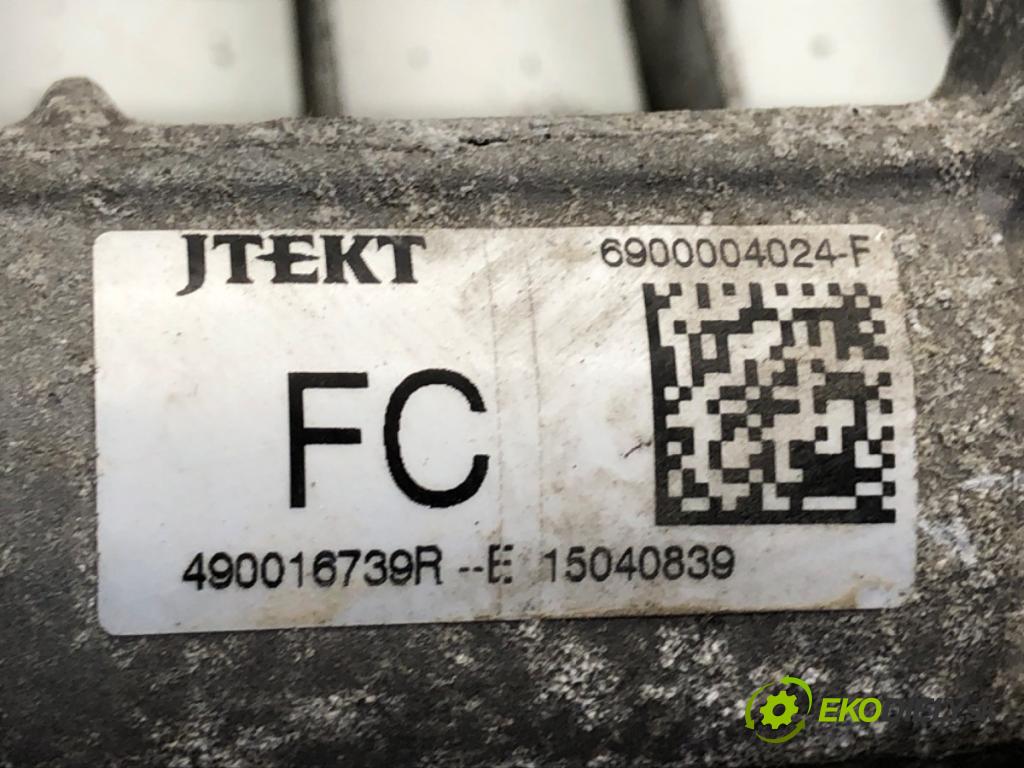 JTEKT 6900004024-F
FC
490016739R --E 15040839
EKO